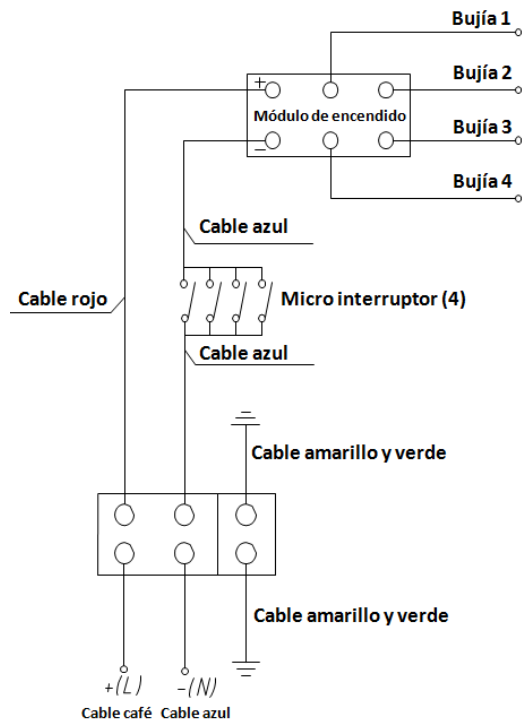 Bujía 1
Bujía 2
+
Módulo de encendido
Bujía 3
−
Bujía 4
Cable azul
Cable rojo
Micro interruptor (4)
Cable azul
Cable amarillo y verde
Cable amarillo y verde
+(L) -(N)
Cable café Cable azul